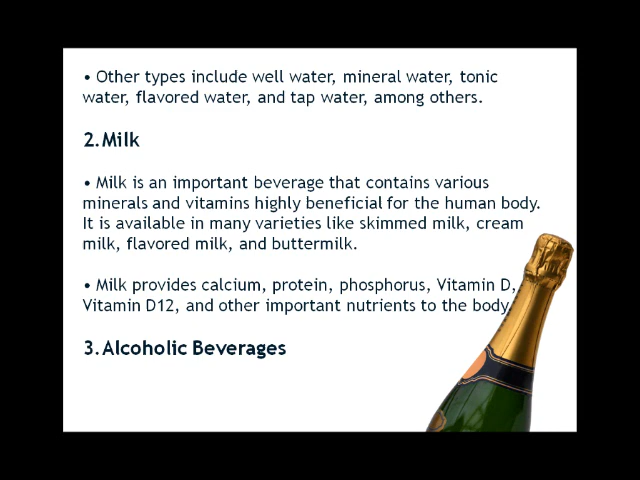 • Other types include well water, mineral water, tonic
water, flavored water, and tap water, among others.
2.Milk
• Milk is an important beverage that contains various
minerals and vitamins highly beneficial for the human body.
It is available in many varieties like skimmed milk, cream
milk, flavored milk, and buttermilk.
• Milk provides calcium, protein, phosphorus, Vitamin D,
Vitamin D12, and other important nutrients to the body.
3.Alcoholic Beverages